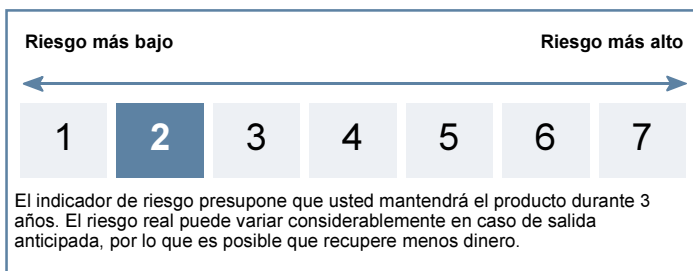 Riesgo más bajo Riesgo más alto
1 2 3 4 5 6 7
El indicador de riesgo presupone que usted mantendrá el producto durante 3
años. El riesgo real puede variar considerablemente en caso de salida
anticipada, por lo que es posible que recupere menos dinero.